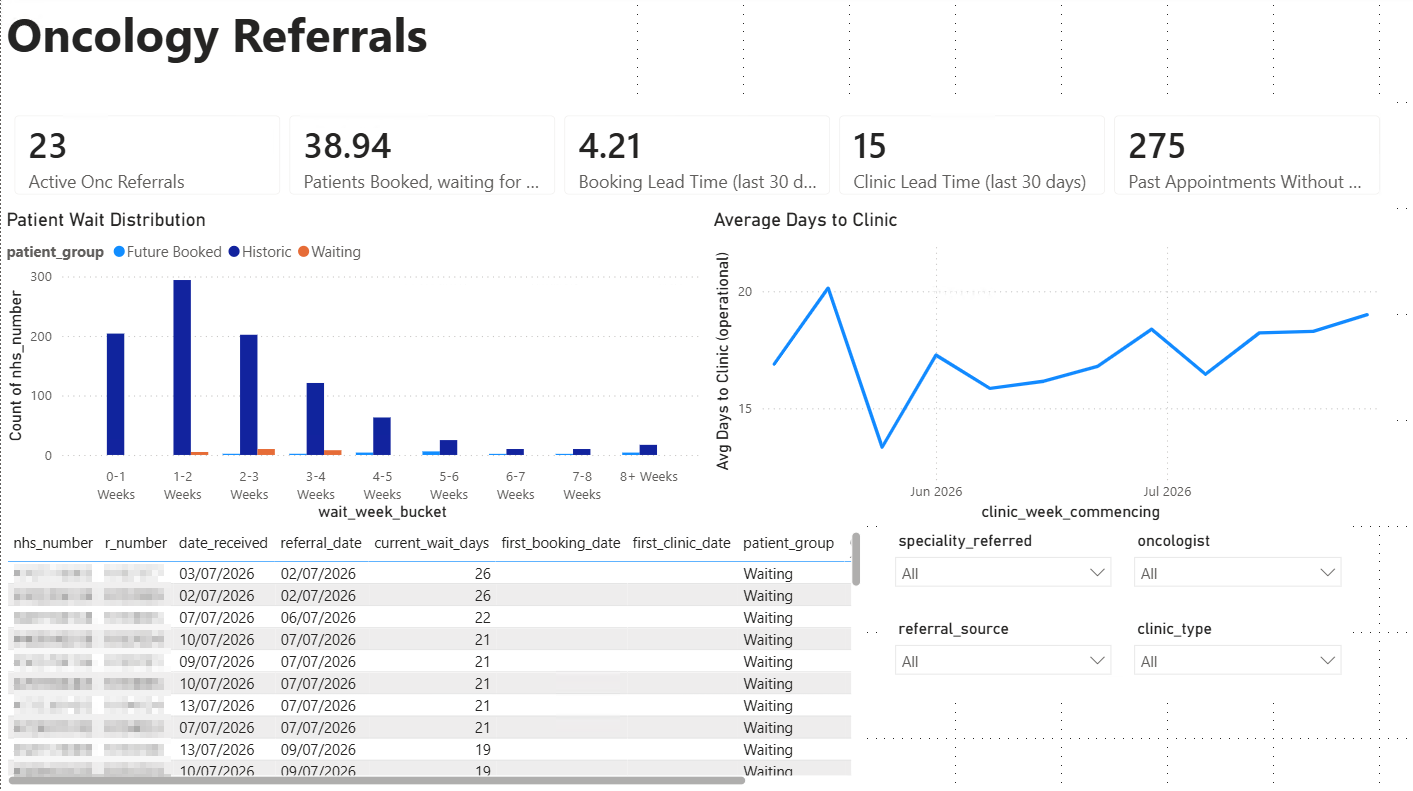 Oncology Referrals
23
Active Onc Referrals
38.94
Patients Booked, waiting for ...
4.21
Booking Lead Time (last 30 d...
15
Clinic Lead Time (last 30 days)
275
Past Appointments Without ...
Patient Wait Distribution
patient_group Future Booked Historic Waiting
Count of nhs_number
300
200
100
0
0-1 Weeks
1-2 Weeks
2-3 Weeks
3-4 Weeks
4-5 Weeks
5-6 Weeks
6-7 Weeks
7-8 Weeks
8+ Weeks
wait_week_bucket
Average Days to Clinic
Avg Days to Clinic (operational)
20
15
Jun 2026
Jul 2026
clinic_week_commencing
nhs_number r_number date_received referral_date current_wait_days first_booking_date first_clinic_date patient_group
03/07/2026 02/07/2026 26 Waiting
02/07/2026 02/07/2026 26 Waiting
07/07/2026 06/07/2026 22 Waiting
10/07/2026 07/07/2026 21 Waiting
09/07/2026 07/07/2026 21 Waiting
10/07/2026 07/07/2026 21 Waiting
13/07/2026 07/07/2026 21 Waiting
07/07/2026 07/07/2026 21 Waiting
13/07/2026 09/07/2026 19 Waiting
10/07/2026 09/07/2026 19 Waiting
speciality_referred
All
oncologist
All
referral_source
All
clinic_type
All